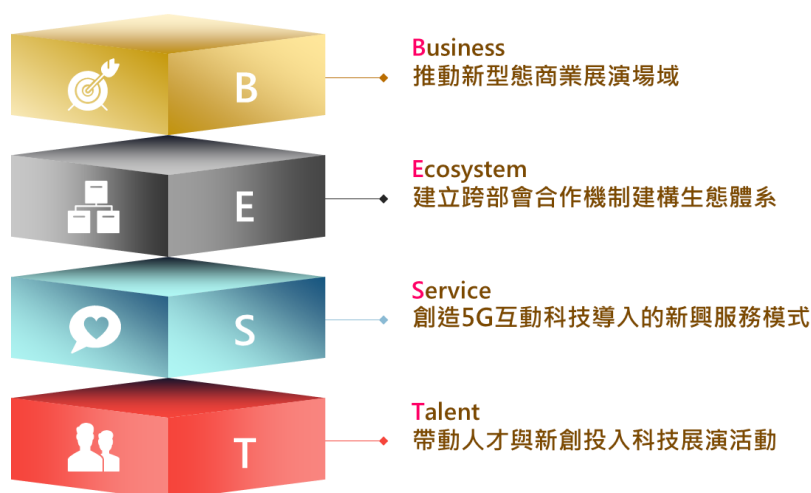 B
Business
推動新型態商業展演場域
E
Ecosystem
建立跨部會合作機制建構生態體系
S
Service
創造5G互動科技導入的新興服務模式
T
Talent
帶動人才與新創投入科技展演活動